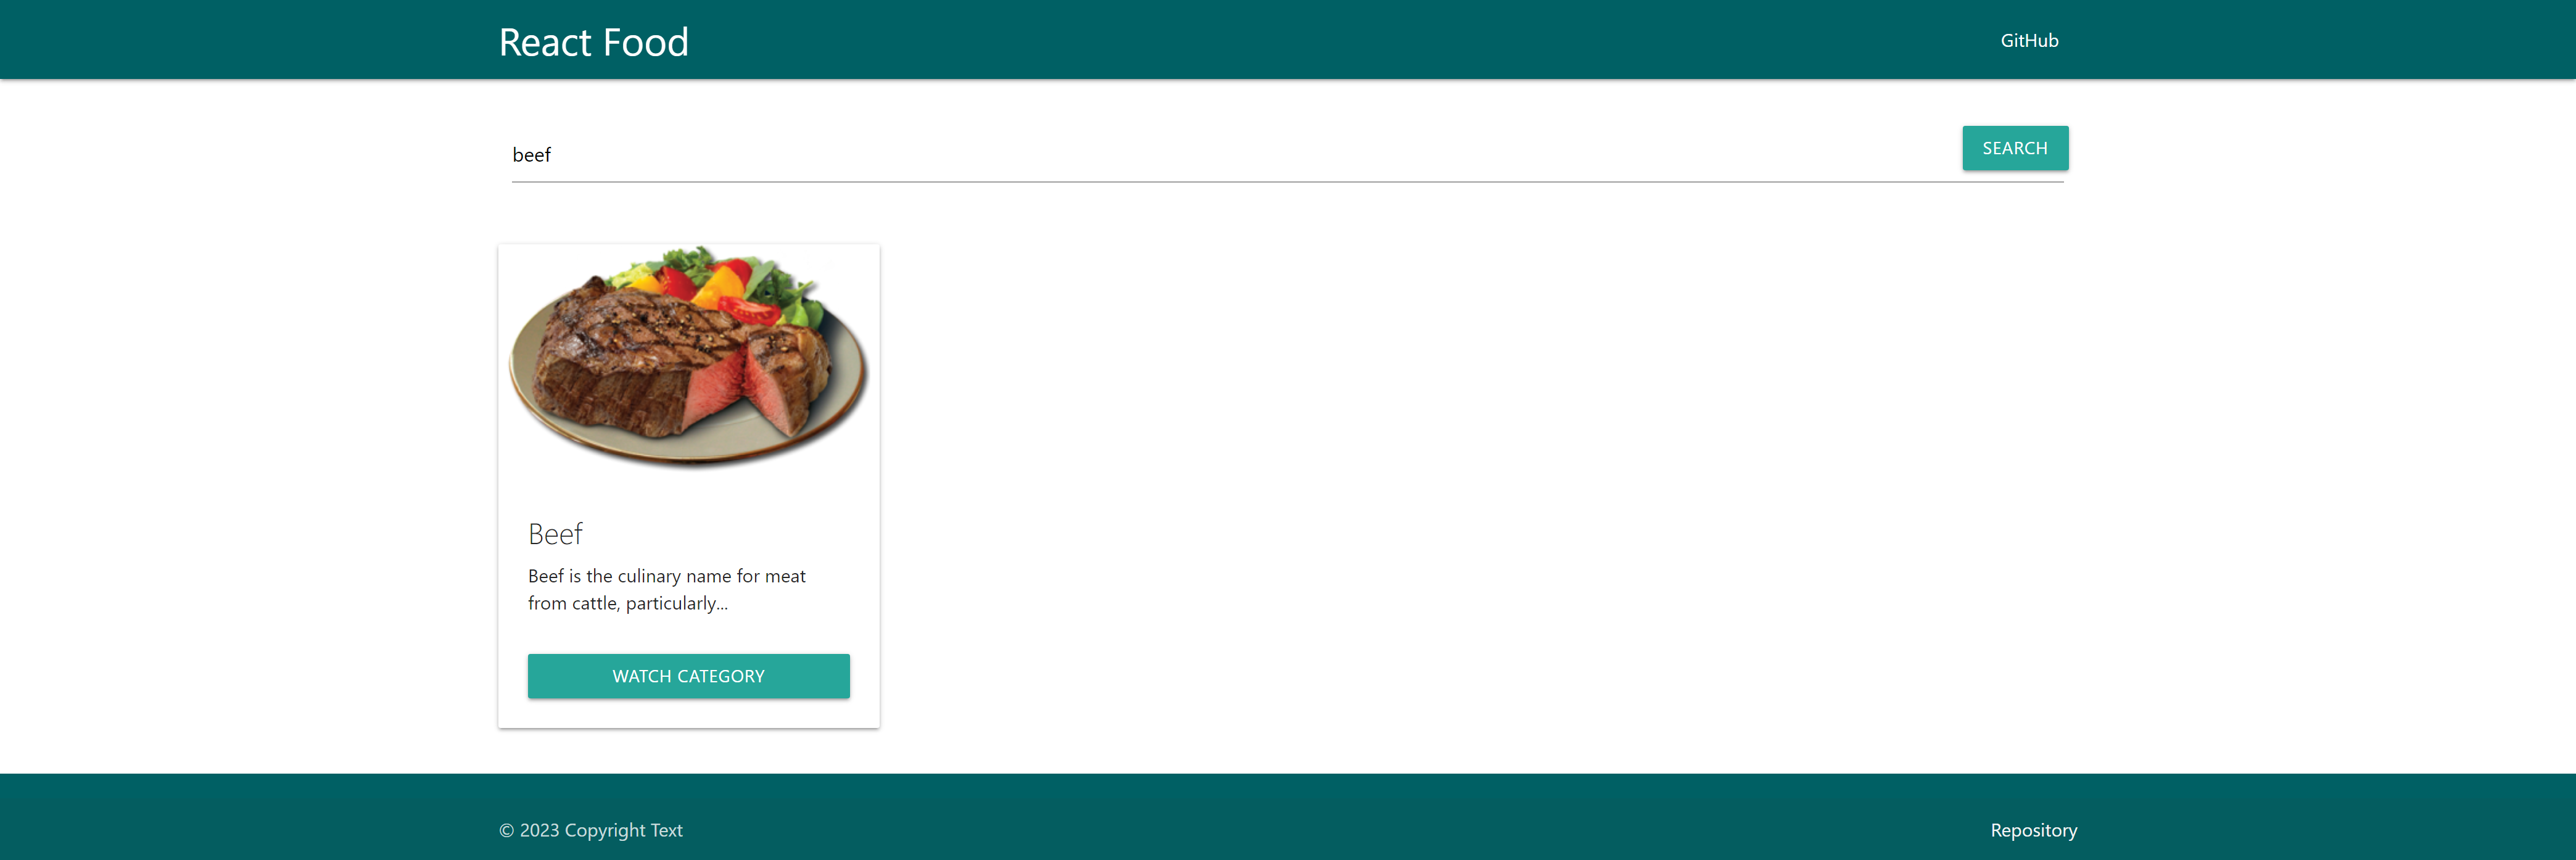 React Food
GitHub
beef
SEARCH
Beef
Beef is the culinary name for meat
from cattle, particularly...
WATCH CATEGORY
© 2023 Copyright Text
Repository